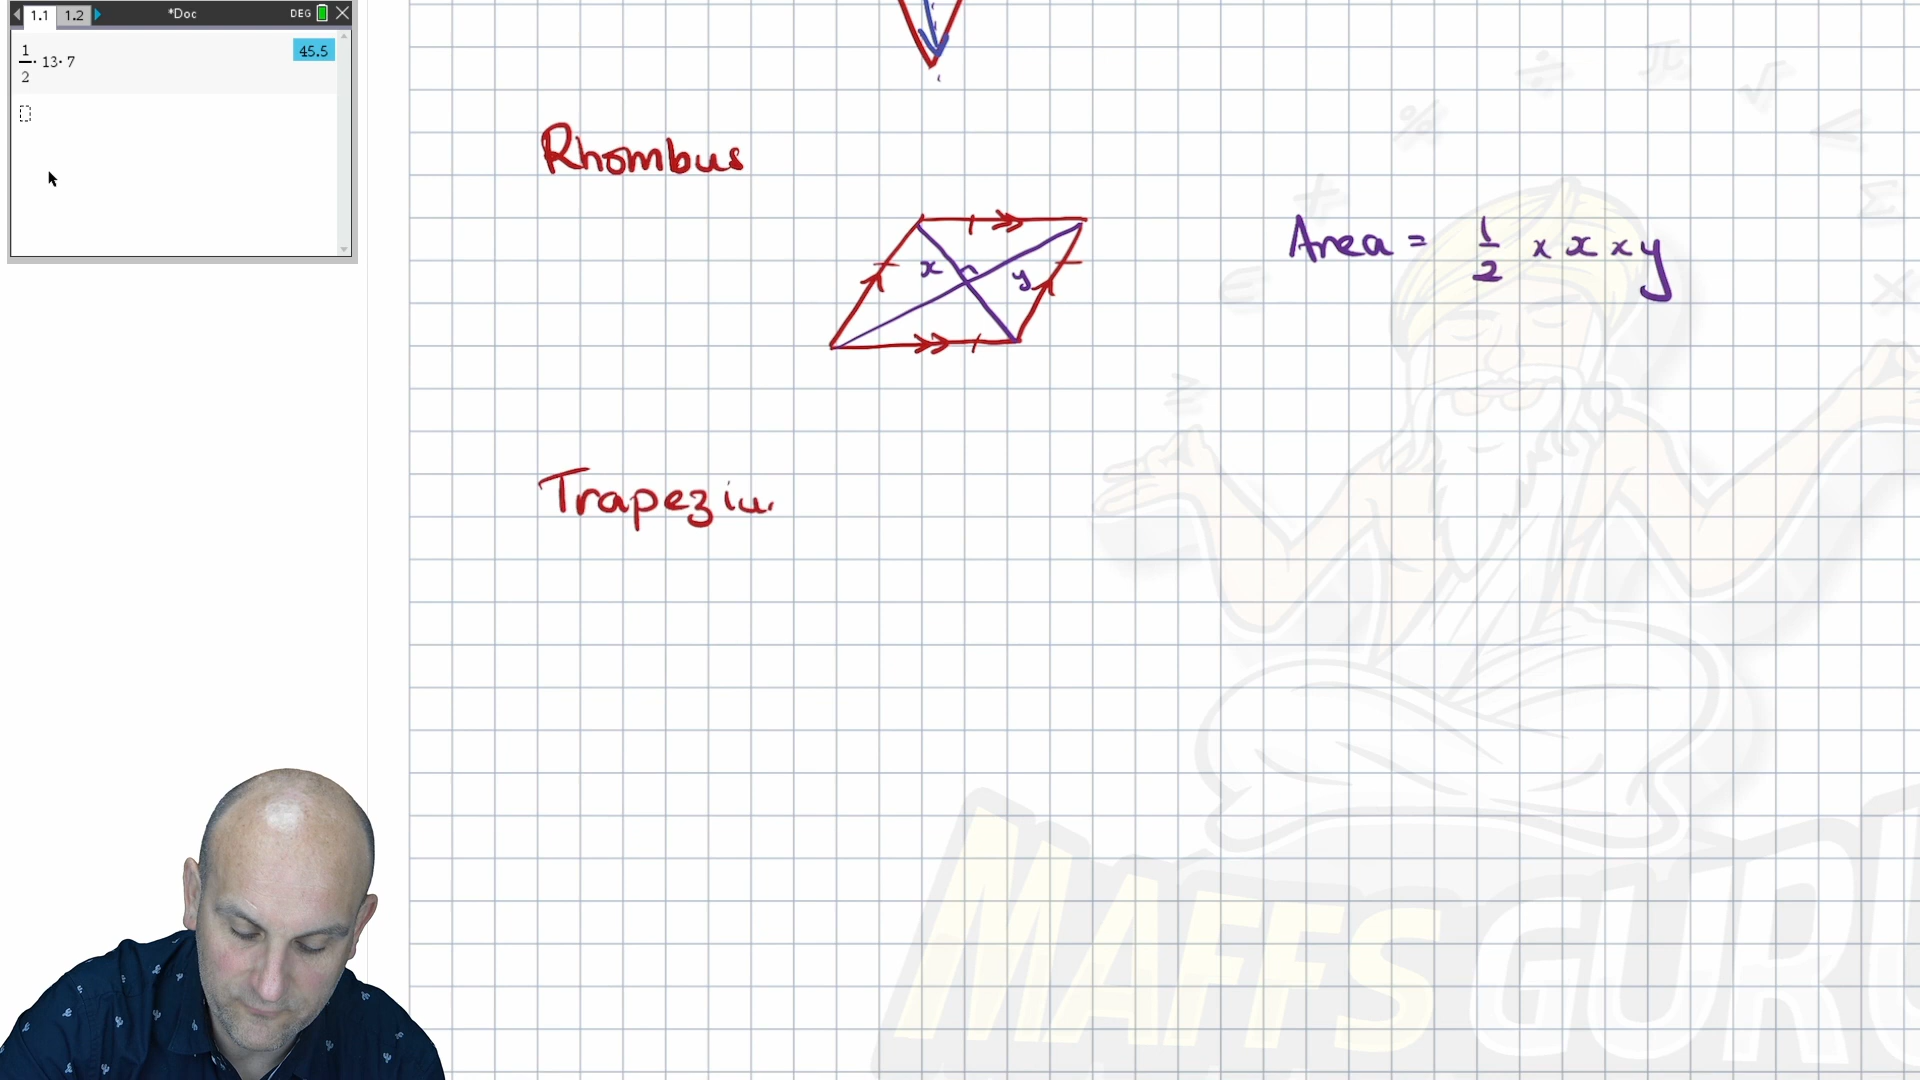 1.1 1.2 *Doc DEG
1/2 · 13 · 7
45.5
Rhombus
x y
Area = 1/2 × x × y
Trapeziu
MAFFS GURU